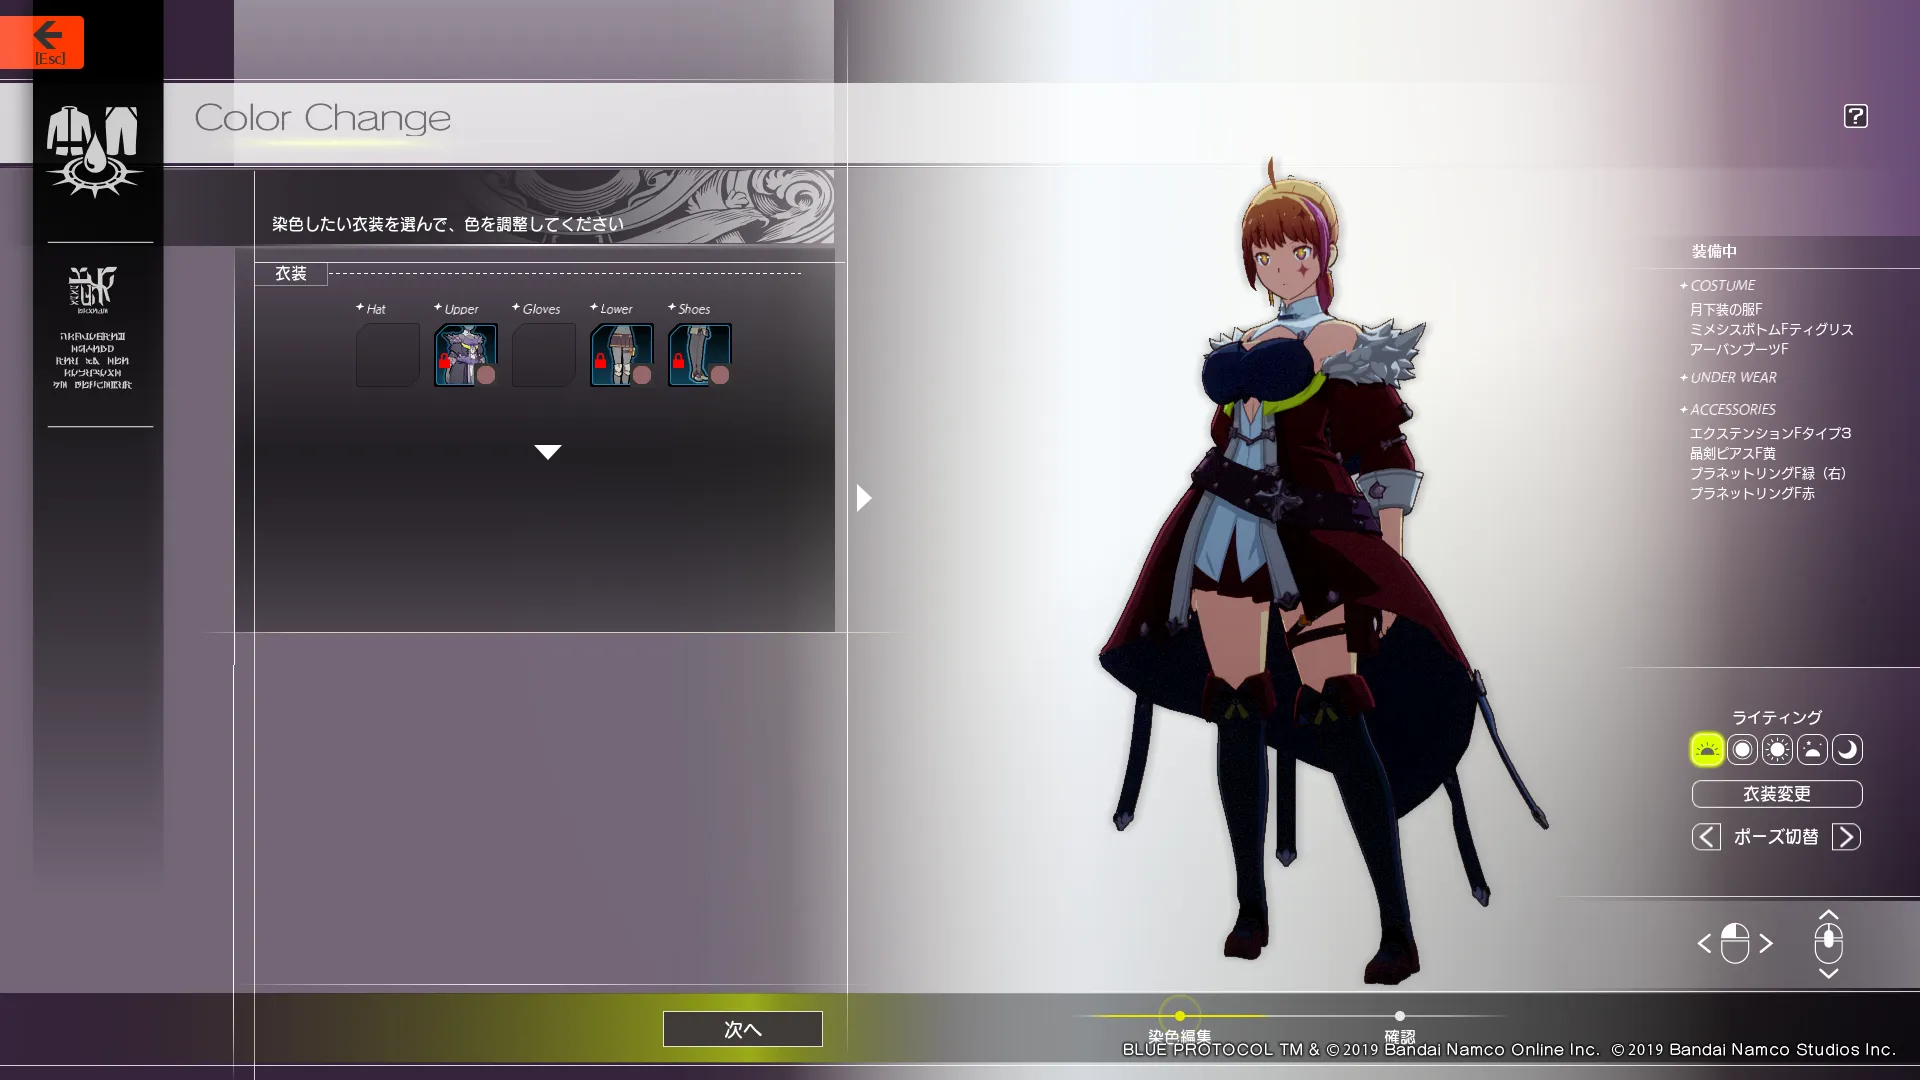 [Esc]
Color Change
?
染色したい衣装を選んで、色を調整してください
衣装
Hat
Upper
Gloves
Lower
Shoes
装備中
COSTUME
月下装の服F
ミメシスボトムFティグリス
アーバンブーツF
UNDER WEAR
ACCESSORIES
エクステンションFタイプ3
晶剣ピアスF黄
プラネットリングF緑（右）
プラネットリングF赤
ライティング
衣装変更
ポーズ切替
次へ
染色編集
確認
BLUE PROTOCOL TM & ©2019 Bandai Namco Online Inc. ©2019 Bandai Namco Studios Inc.